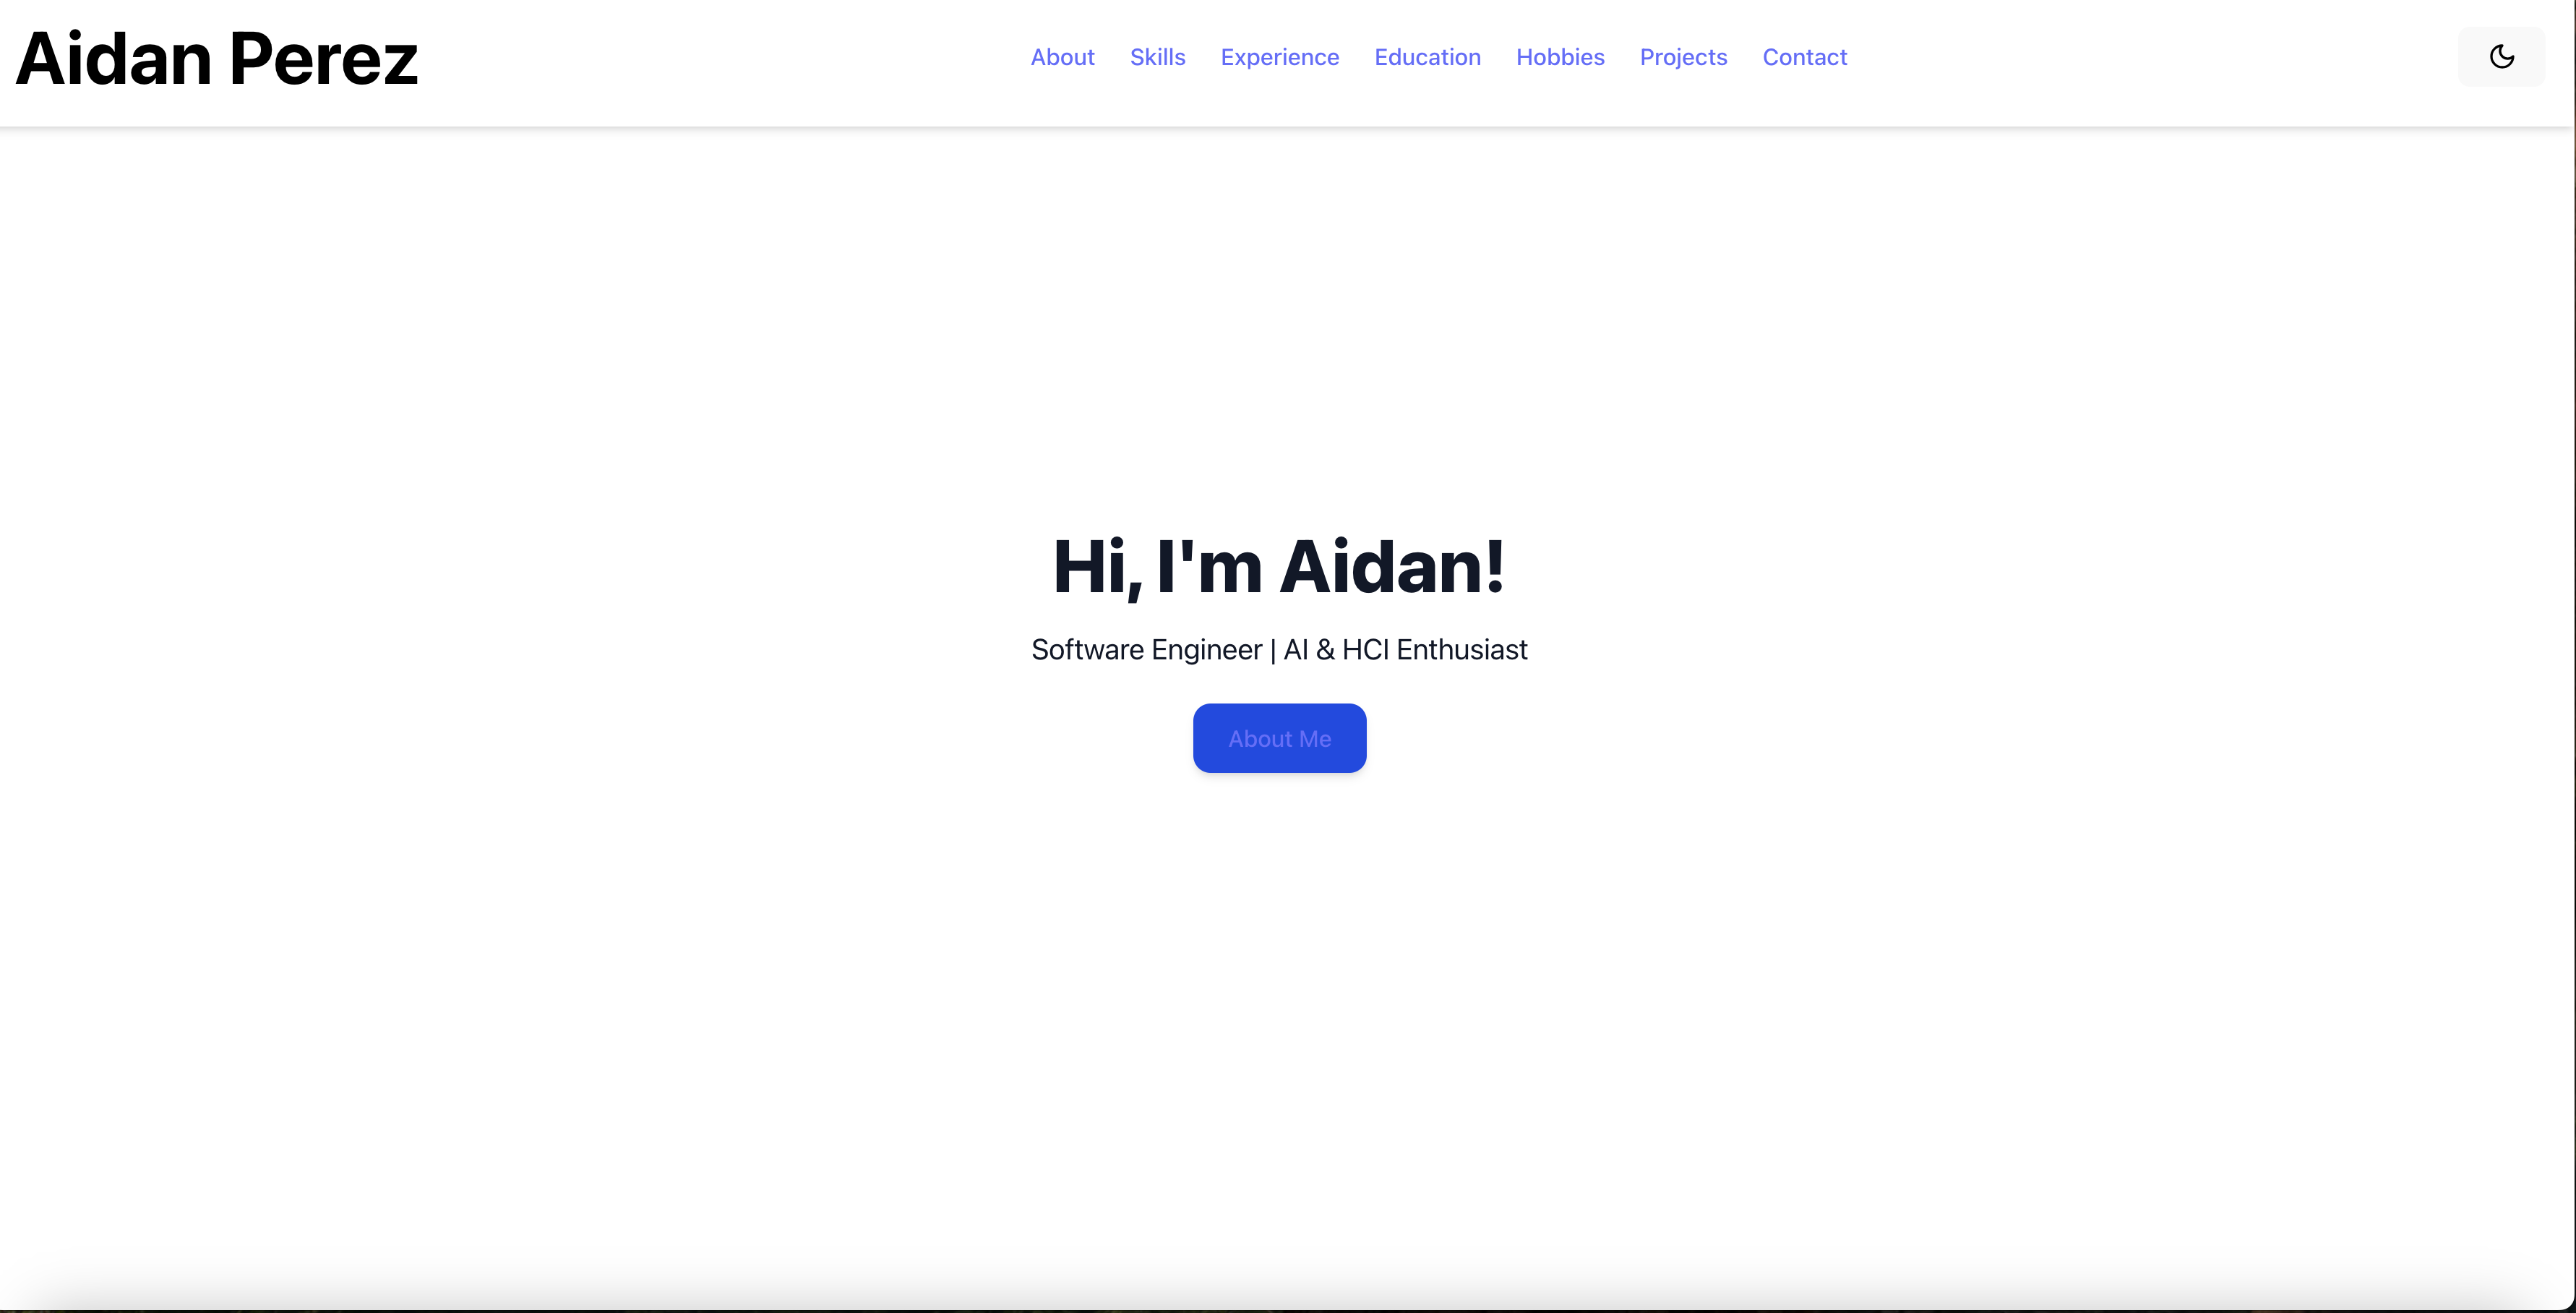 Aidan Perez
About Skills Experience Education Hobbies Projects Contact
Hi, I'm Aidan!
Software Engineer | AI & HCI Enthusiast
About Me